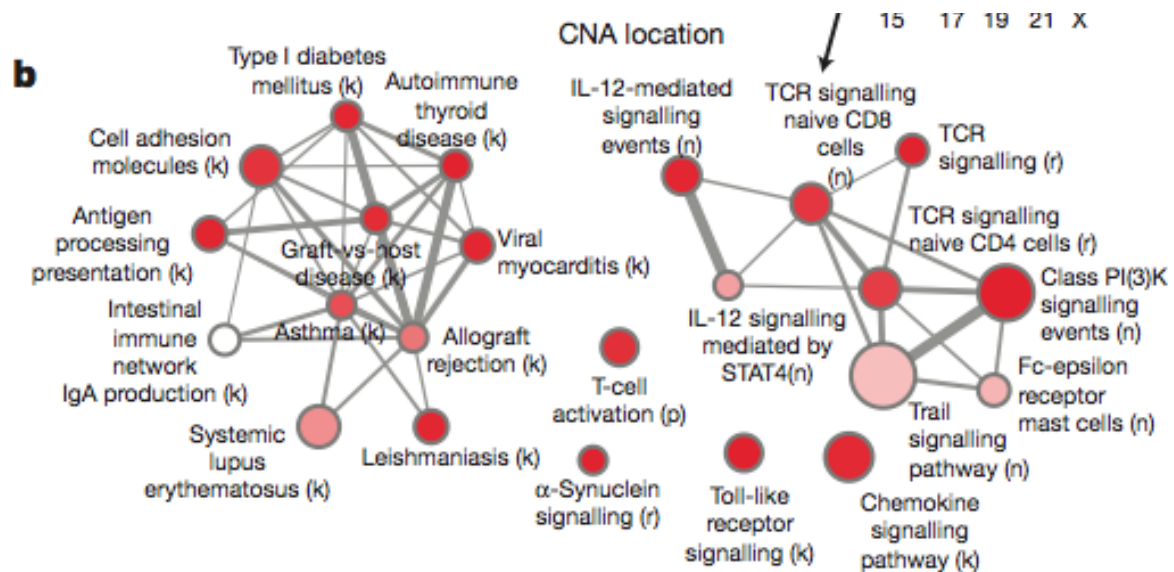 15 17 19 21 X
CNA location
b
Type I diabetes
mellitus (k)
Autoimmune
thyroid
disease (k)
Cell adhesion
molecules (k)
Antigen
processing
presentation (k)
Graft-vs-host
disease (k)
Viral
myocarditis (k)
Intestinal
immune
network
IgA production (k)
Asthma (k)
Allograft
rejection (k)
Systemic
lupus
erythematosus (k)
Leishmaniasis (k)
IL-12-mediated
signalling
events (n)
TCR signalling
naive CD8
cells
(n)
TCR
signalling (r)
TCR signalling
naive CD4 cells (r)
Class PI(3)K
signalling
events (n)
IL-12 signalling
mediated by
STAT4(n)
Fc-epsilon
receptor
mast cells (n)
Trail
signalling
pathway (n)
T-cell
activation (p)
α-Synuclein
signalling (r)
Toll-like
receptor
signalling (k)
Chemokine
signalling
pathway (k)